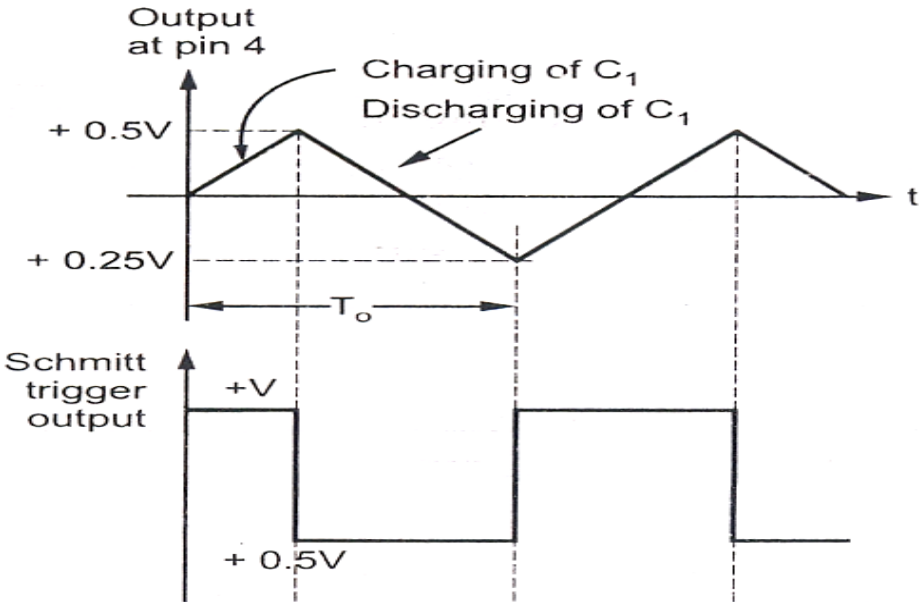 Output
at pin 4
Charging of C₁
Discharging of C₁
+ 0.5V
t
+ 0.25V
Tₒ
Schmitt
trigger
output
+V
+ 0.5V